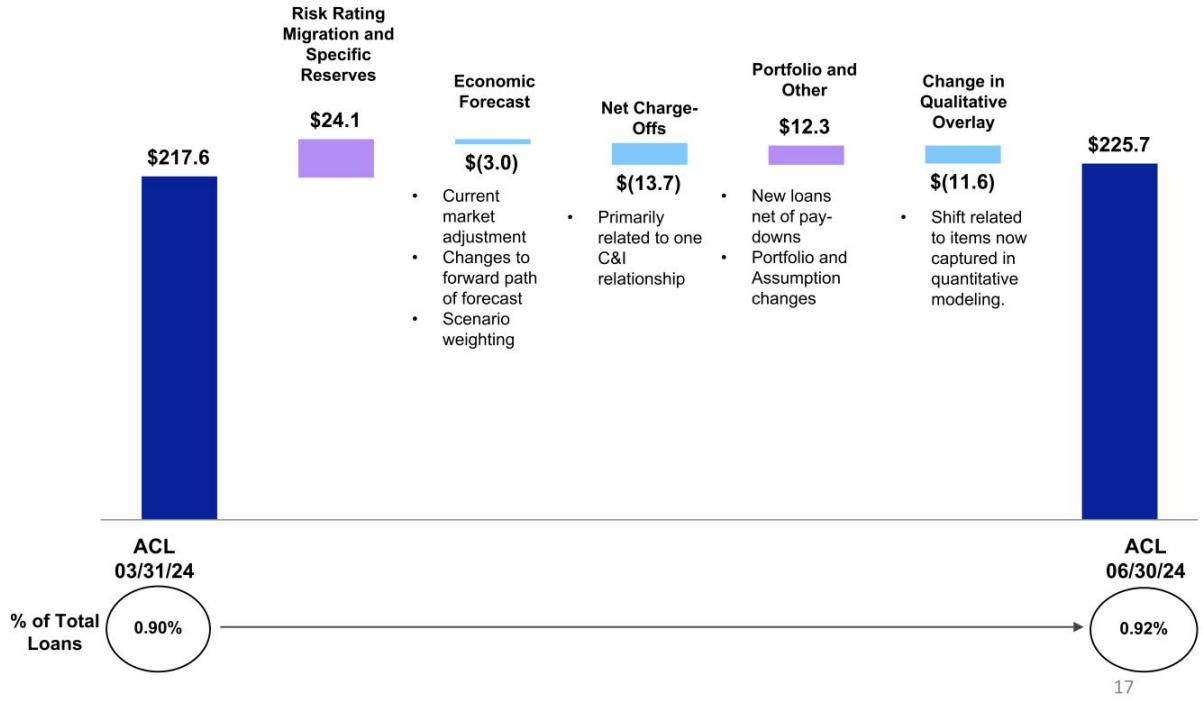 Risk Rating
Migration and
Specific
Reserves
$24.1
Economic
Forecast
$(3.0)
• Current
market
adjustment
• Changes to
forward path
of forecast
• Scenario
weighting
Net Charge-
Offs
$(13.7)
• Primarily
related to one
C&I
relationship
Portfolio and
Other
$12.3
• New loans
net of pay-
downs
• Portfolio and
Assumption
changes
Change in
Qualitative
Overlay
$(11.6)
• Shift related
to items now
captured in
quantitative
modeling.
$217.6
$225.7
ACL
03/31/24
ACL
06/30/24
% of Total
Loans
0.90%
0.92%
17